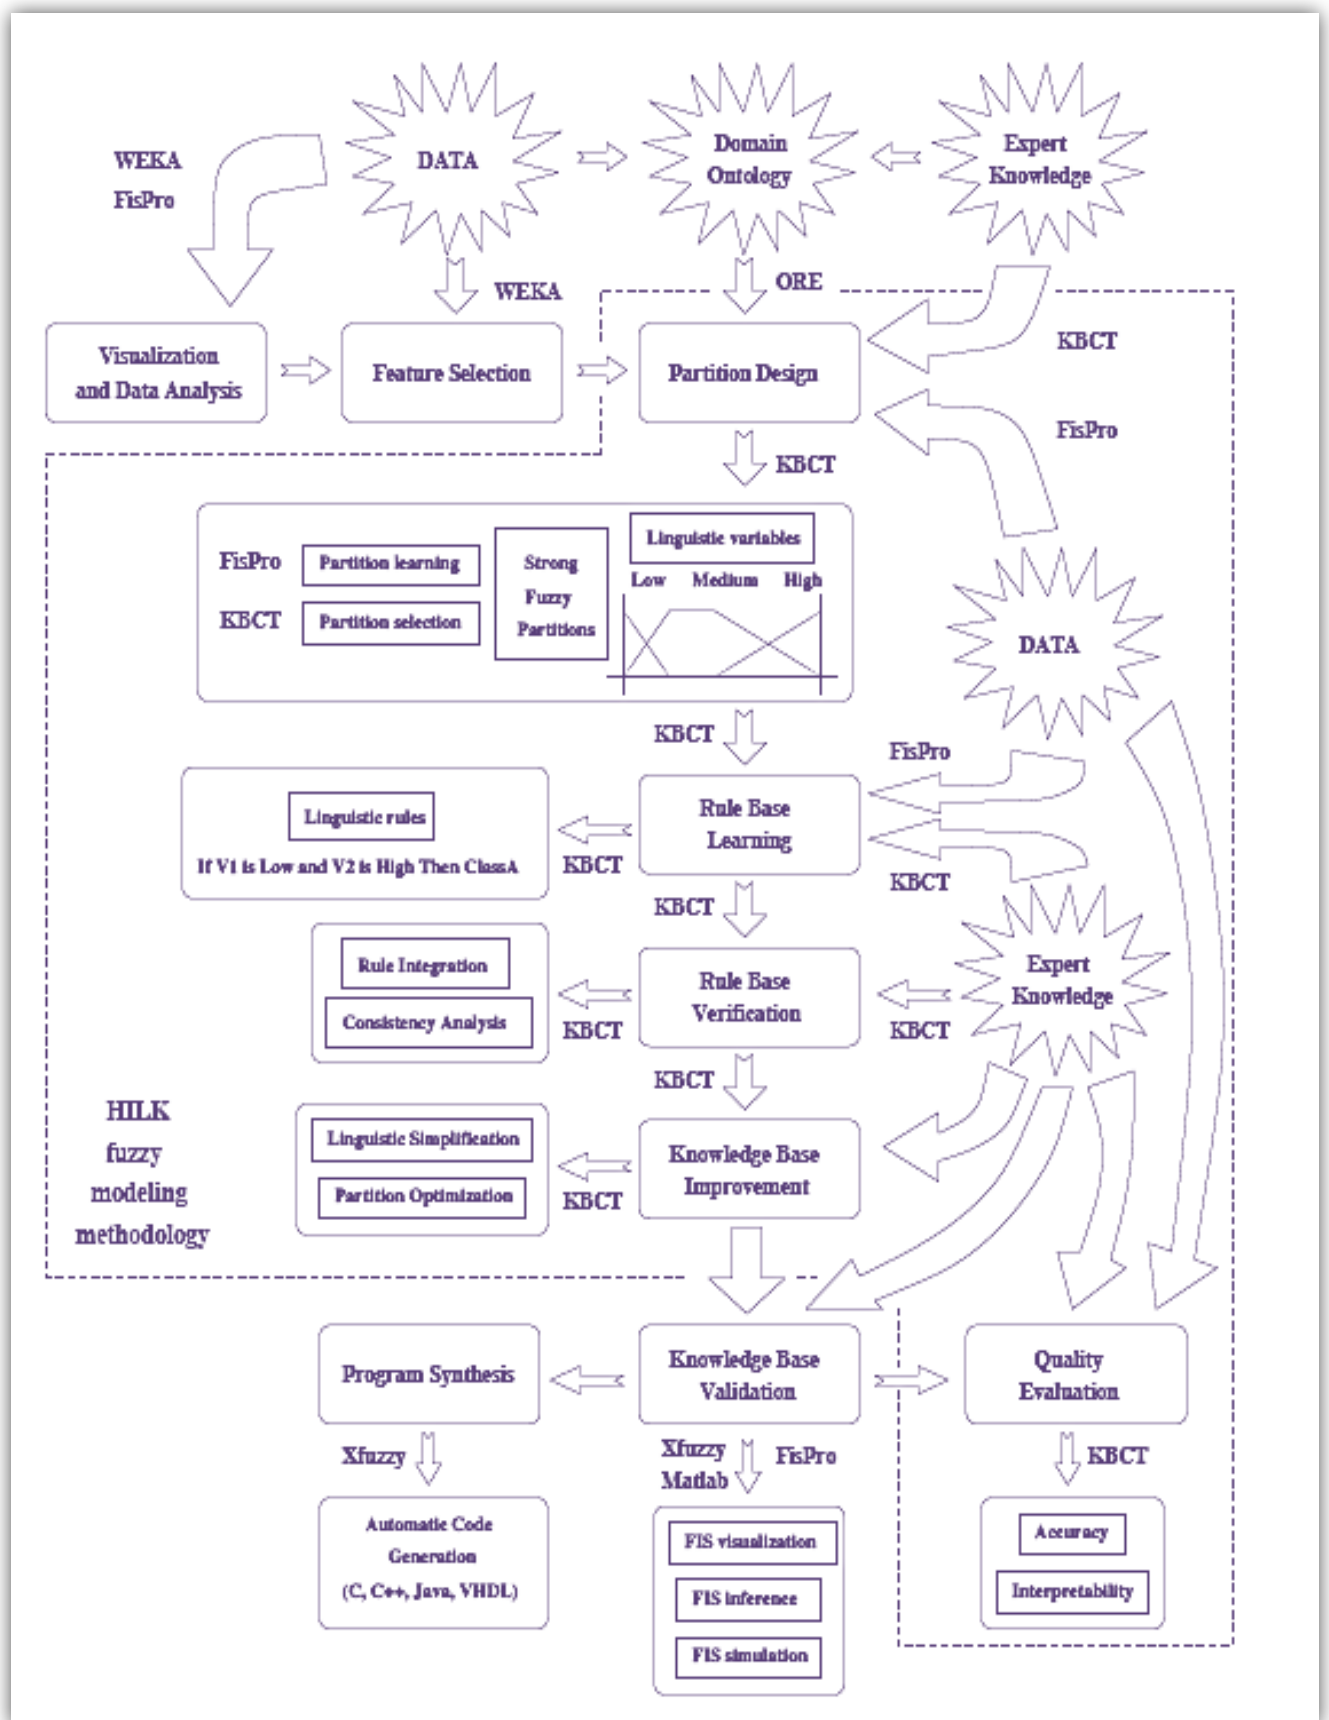 DATA
Domain
Ontology
Expert
Knowledge
WEKA
FisPro
WEKA
ORE
Visualization
and Data Analysis
Feature Selection
Partition Design
KBCT
FisPro
KBCT
FisPro
Partition learning
KBCT
Partition selection
Strong
Fuzzy
Partitions
Linguistic variables
Low Medium High
DATA
KBCT
FisPro
Linguistic rules
If V1 is Low and V2 is High Then ClassA
KBCT
Rule Base
Learning
KBCT
KBCT
Rule Integration
Consistency Analysis
KBCT
Rule Base
Verification
KBCT
Expert
Knowledge
KBCT
HILK
fuzzy
modeling
methodology
Linguistic Simplification
Partition Optimization
KBCT
Knowledge Base
Improvement
Program Synthesis
Knowledge Base
Validation
Quality
Evaluation
Xfuzzy
Xfuzzy
Matlab
FisPro
KBCT
Automatic Code
Generation
(C, C++, Java, VHDL)
FIS visualization
FIS inference
FIS simulation
Accuracy
Interpretability